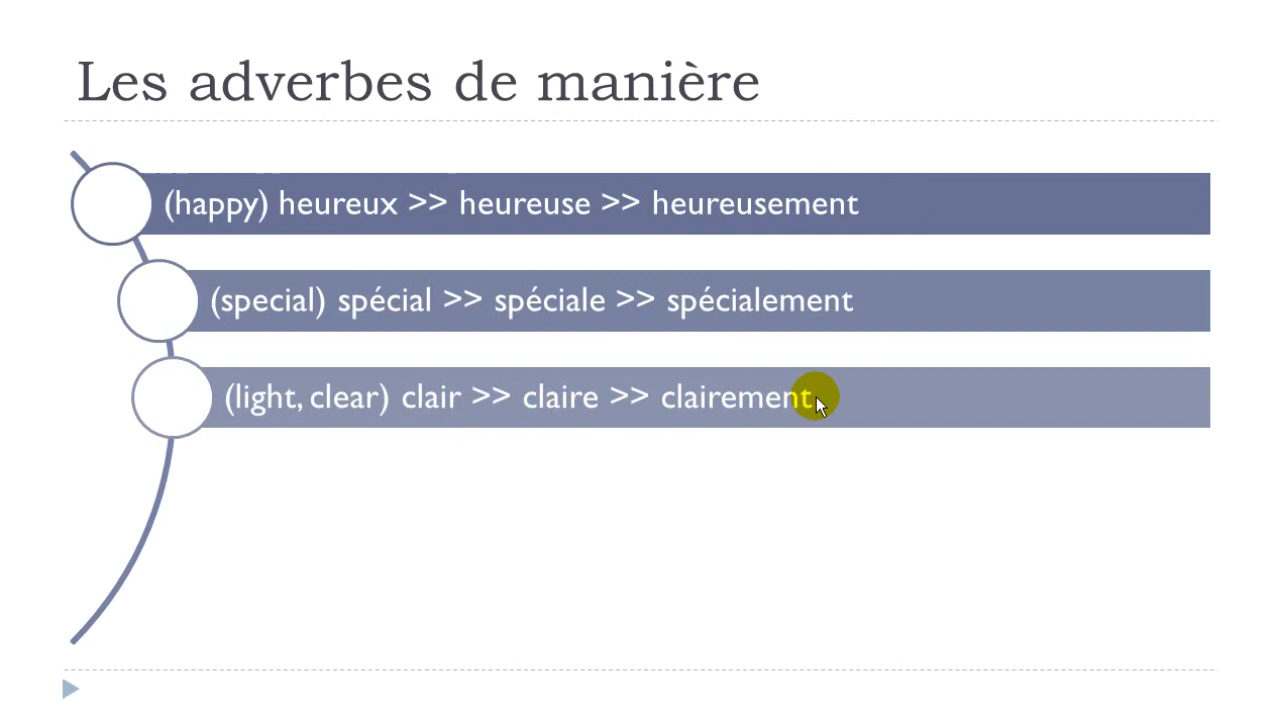 Les adverbes de manière
(happy) heureux >> heureuse >> heureusement
(special) spécial >> spéciale >> spécialement
(light, clear) clair >> claire >> clairement